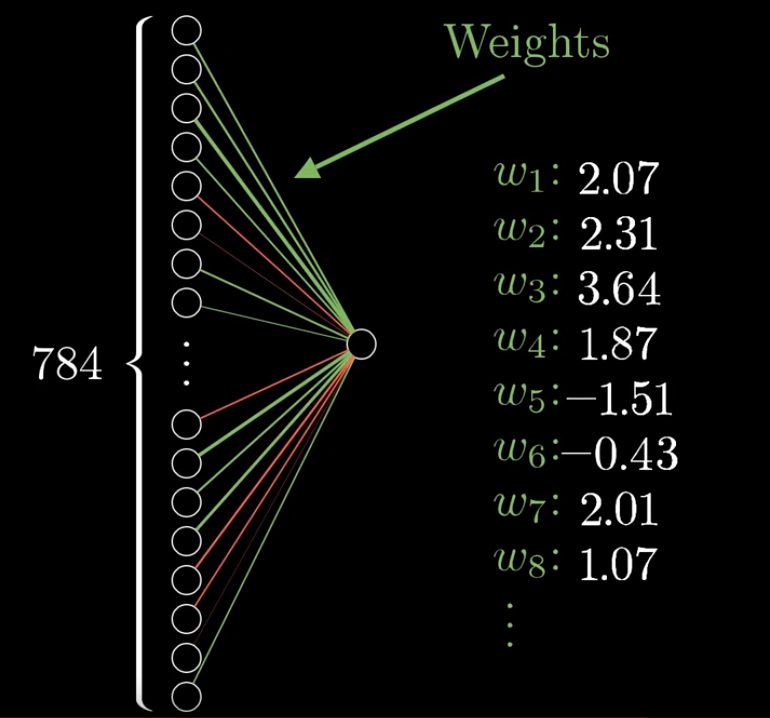 Weights
w₁: 2.07
w₂: 2.31
w₃: 3.64
784
w₄: 1.87
w₅: −1.51
w₆: −0.43
w₇: 2.01
w₈: 1.07
⋮